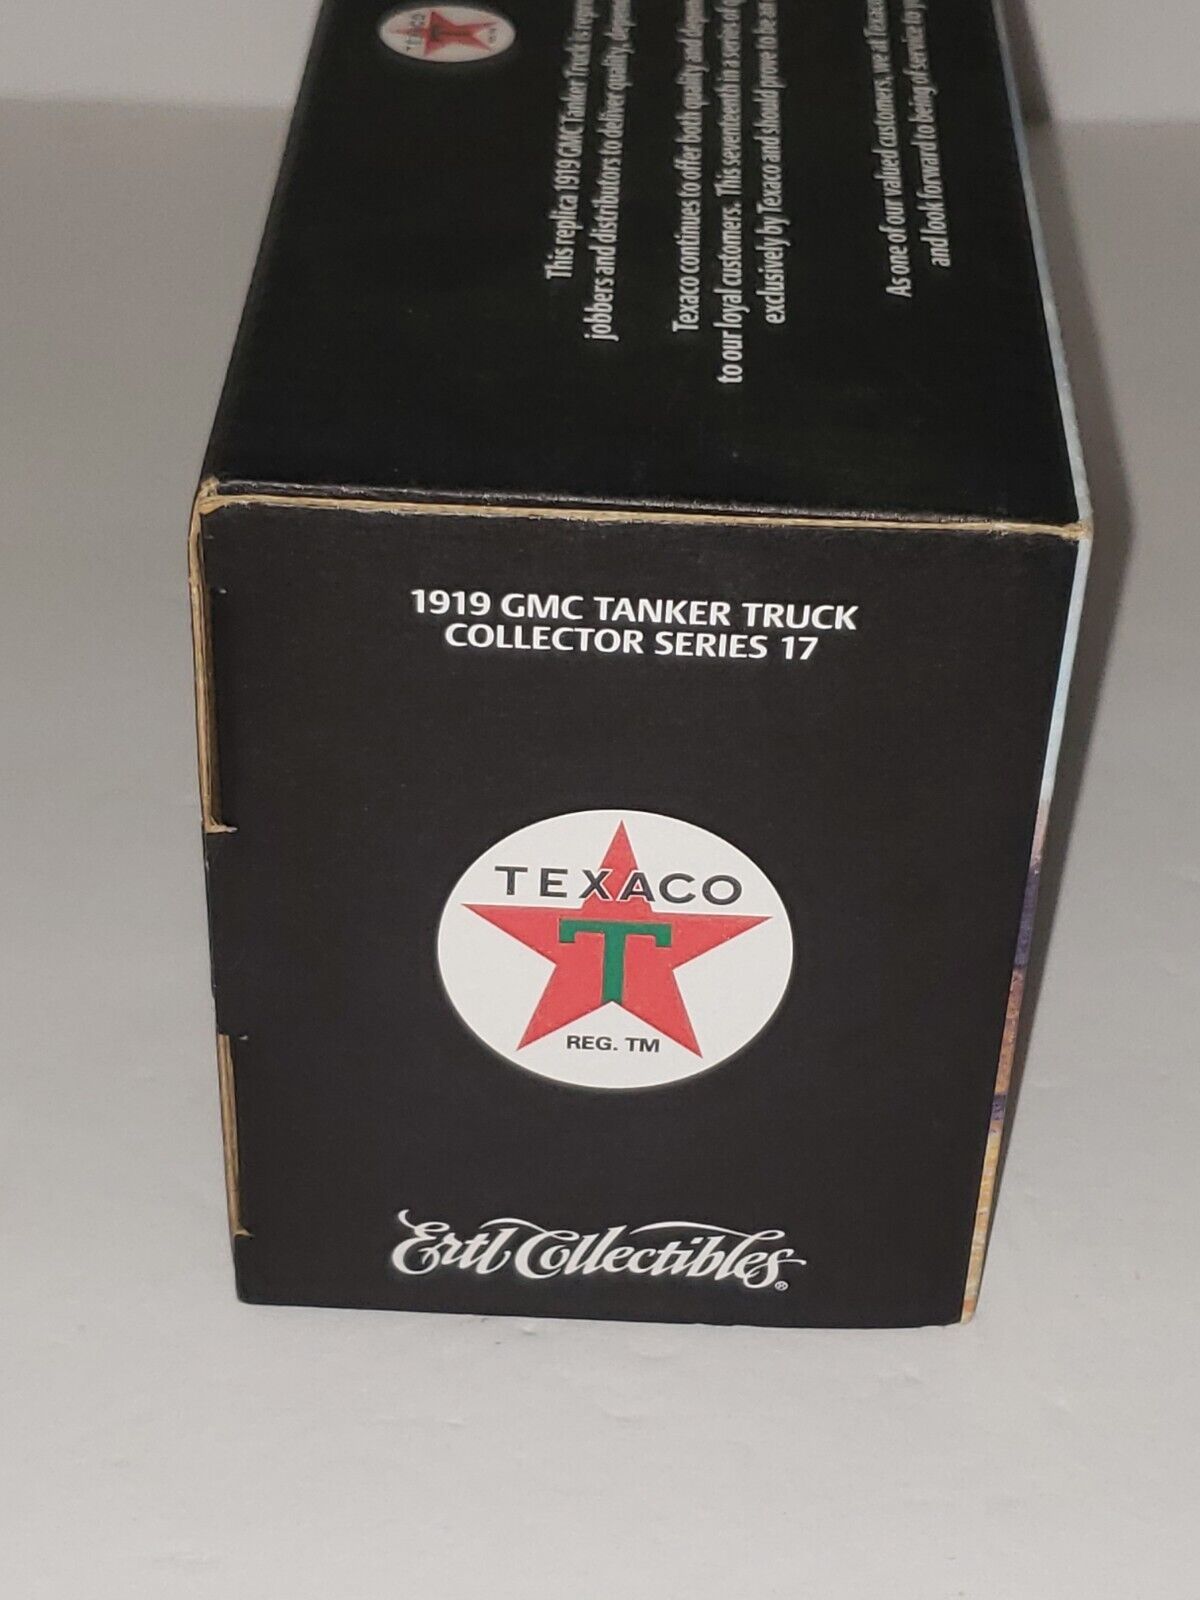 This replica 1919 GMC Tanker Truck is
jobbers and distributors to deliver quality,
Texaco continues to offer both quality and
to our loyal customers. This seventeenth in a series of
exclusively by Texaco and should prove to be an
As one of our valued customers, we at Texaco
and look forward to being of service to
TEXACO
T
1919 GMC TANKER TRUCK
COLLECTOR SERIES 17
TEXACO
T
REG. TM
Ertl Collectibles®